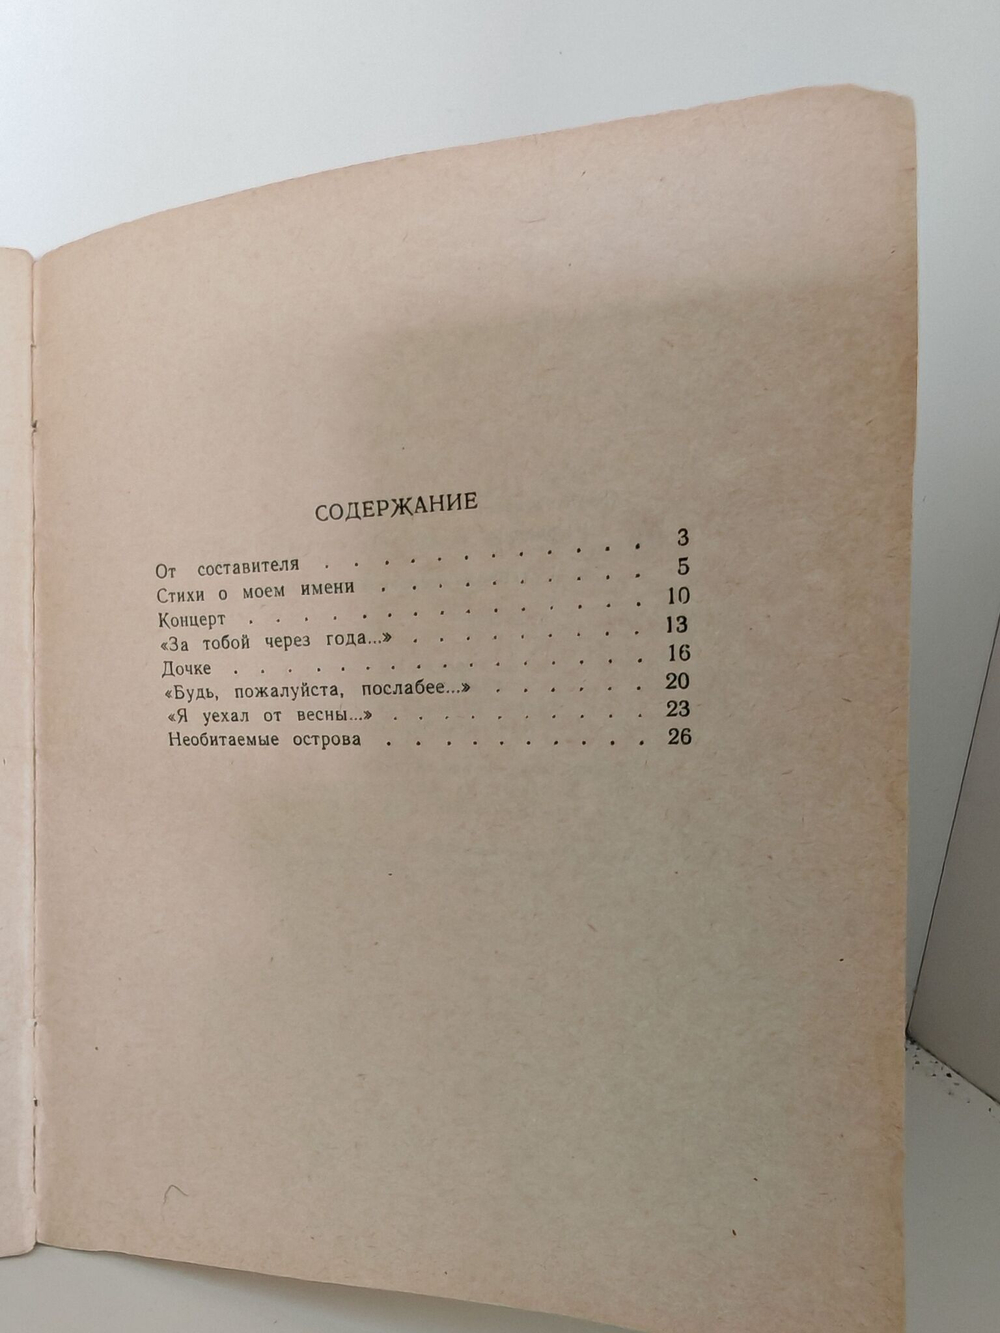 СОДЕРЖАНИЕ
От составителя . . . . . . . . . . . . 3
Стихи о моем имени . . . . . . . . . . 5
Концерт . . . . . . . . . . . . . . 10
«За тобой через года...» . . . . . . . . . 13
Дочке . . . . . . . . . . . . . . . . 16
«Будь, пожалуйста, послабее...» . . . . . . 20
«Я уехал от весны...» . . . . . . . . . . 23
Необитаемые острова . . . . . . . . . . 26